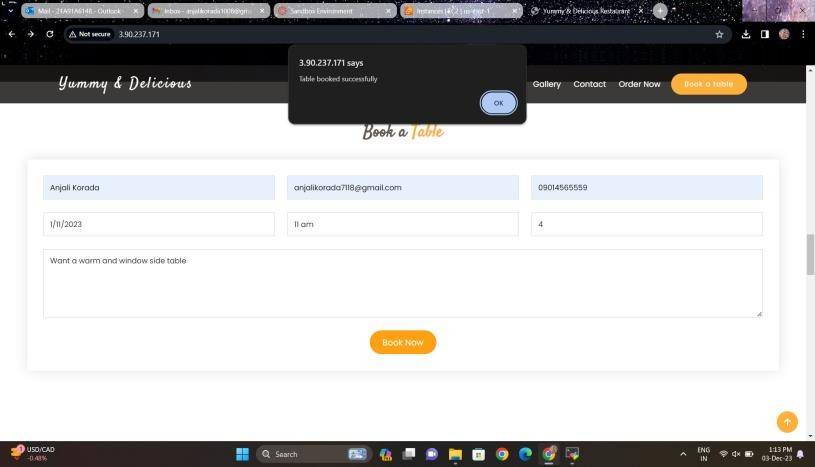 Mail - 21A91A6148 - Outlook
Inbox - anjalikorada1008@gm
Sandbox Environment
Instances
us-east-1
Yummy & Delicious Restaurant
Not secure
3.90.237.171
3.90.237.171 says
Table booked successfully
OK
Yummy & Delicious
Gallery
Contact
Order Now
Book a table
Book a Table
Anjali Korada
anjalikorada7118@gmail.com
09014565559
1/11/2023
11 am
4
Want a warm and window side table
Book Now
USD/CAD
-0.48%
Search
ENG
IN
1:13 PM
03-Dec-23